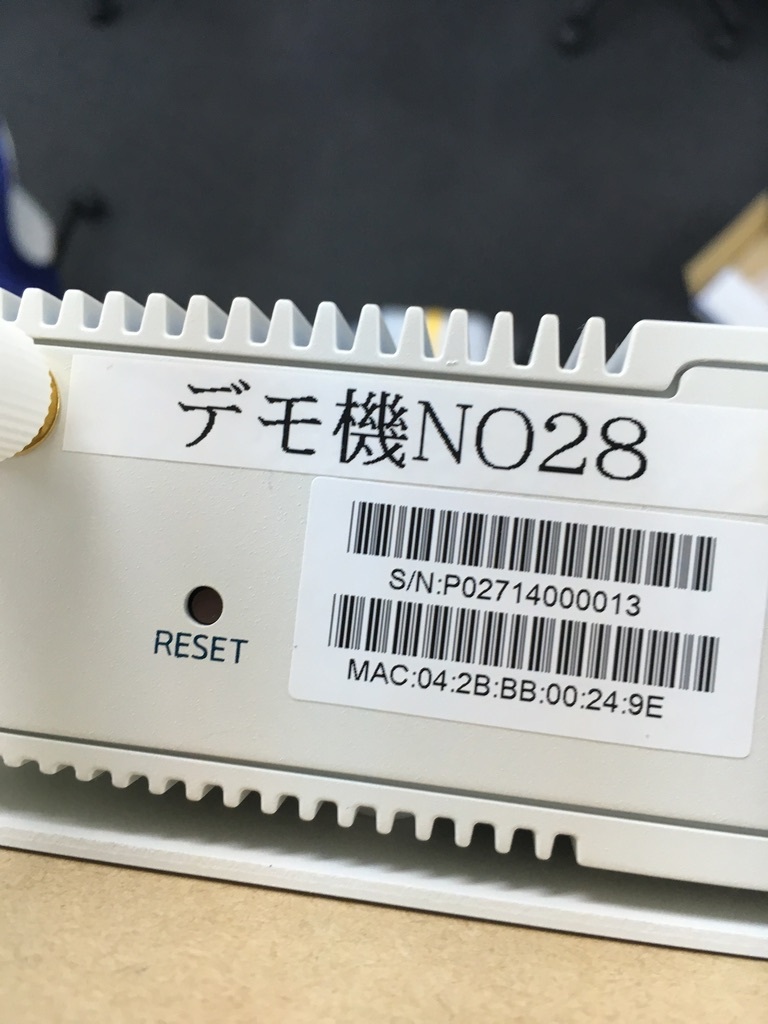 デモ機NO28
S/N:P02714000013
RESET
MAC:04:2B:BB:00:24:9E